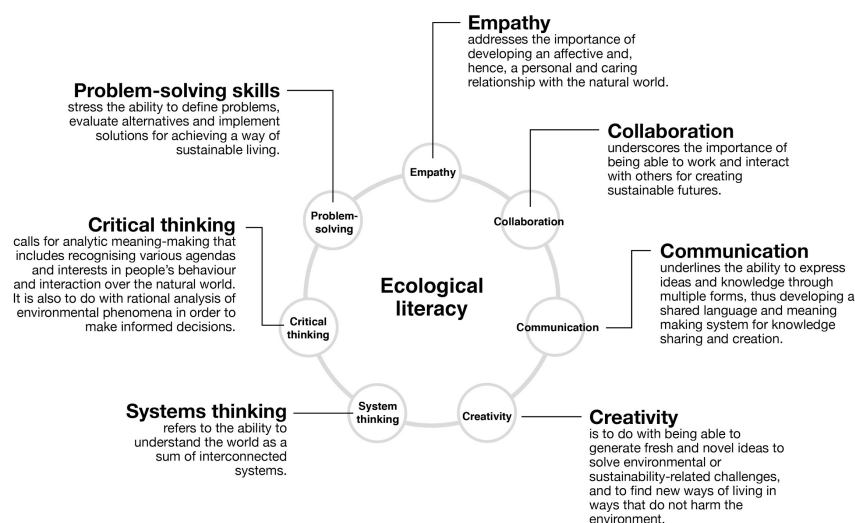 Empathy
addresses the importance of
developing an affective and,
hence, a personal and caring
relationship with the natural world.
Problem-solving skills
stress the ability to define problems,
evaluate alternatives and implement
solutions for achieving a way of
sustainable living.
Collaboration
underscores the importance of
being able to work and interact
with others for creating
sustainable futures.
Critical thinking
calls for analytic meaning-making that
includes recognising various agendas
and interests in people's behaviour
and interaction over the natural world.
It is also to do with rational analysis of
environmental phenomena in order to
make informed decisions.
Communication
underlines the ability to express
ideas and knowledge through
multiple forms, thus developing a
shared language and meaning
making system for knowledge
sharing and creation.
Systems thinking
refers to the ability to
understand the world as a
sum of interconnected
systems.
Creativity
is to do with being able to
generate fresh and novel ideas to
solve environmental or
sustainability-related challenges,
and to find new ways of living in
ways that do not harm the
environment.
Empathy
Problem-
solving
Collaboration
Ecological
literacy
Critical
thinking
Communication
System
thinking
Creativity